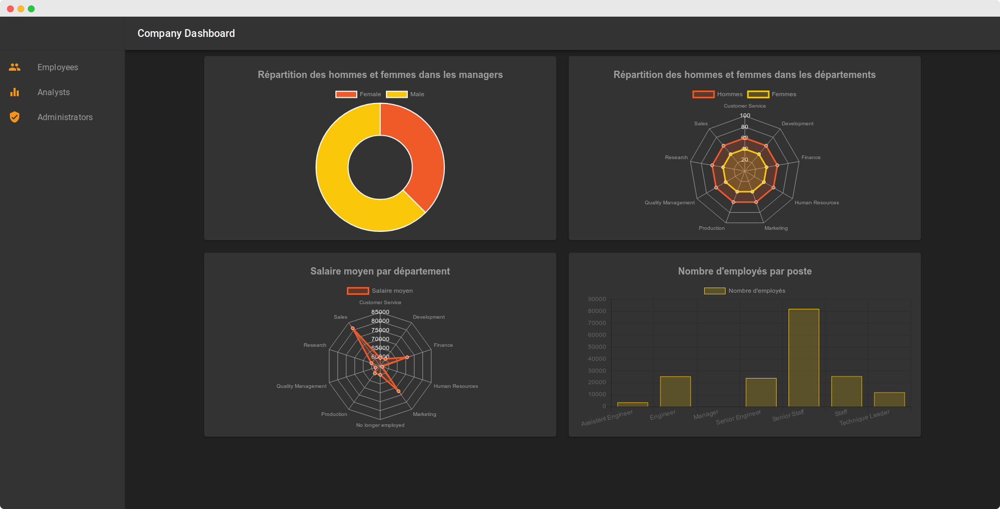 Company Dashboard
Employees
Analysts
Administrators
Répartition des hommes et femmes dans les managers
Female Male
Répartition des hommes et femmes dans les départements
Hommes Femmes
Customer Service
100
80
60
40
20
Sales
Development
Research
Finance
Quality Management
Human Resources
Production
Marketing
Salaire moyen par département
Salaire moyen
Customer Service
85000
80000
75000
70000
65000
60000
Sales
Development
Research
Finance
Quality Management
Human Resources
Production
Marketing
No longer employed
Nombre d'employés par poste
Nombre d'employés
90000
80000
70000
60000
50000
40000
30000
20000
10000
0
Assistant Engineer
Engineer
Manager
Senior Engineer
Senior Staff
Staff
Technique Leader